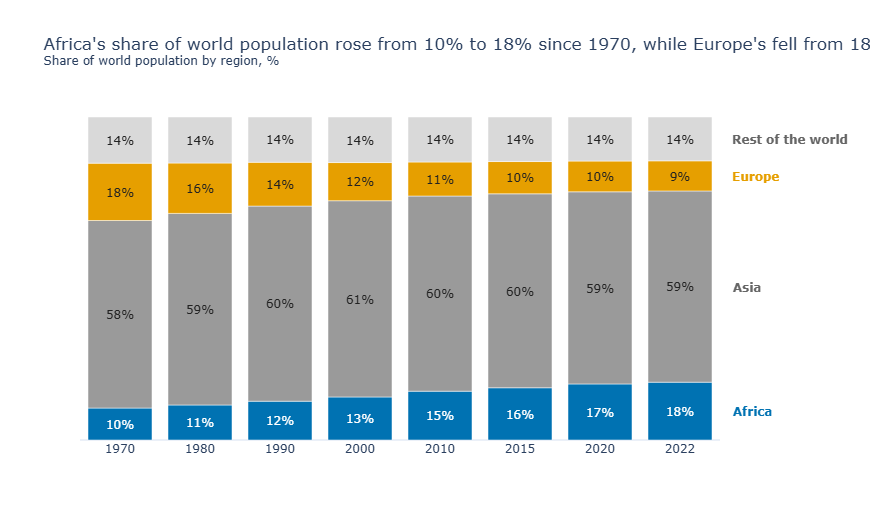 Africa's share of world population rose from 10% to 18% since 1970, while Europe's fell from 18
Share of world population by region, %
14% 14% 14% 14% 14% 14% 14% 14% Rest of the world
18% 16% 14% 12% 11% 10% 10% 9% Europe
58% 59% 60% 61% 60% 60% 59% 59% Asia
10% 11% 12% 13% 15% 16% 17% 18% Africa
1970 1980 1990 2000 2010 2015 2020 2022